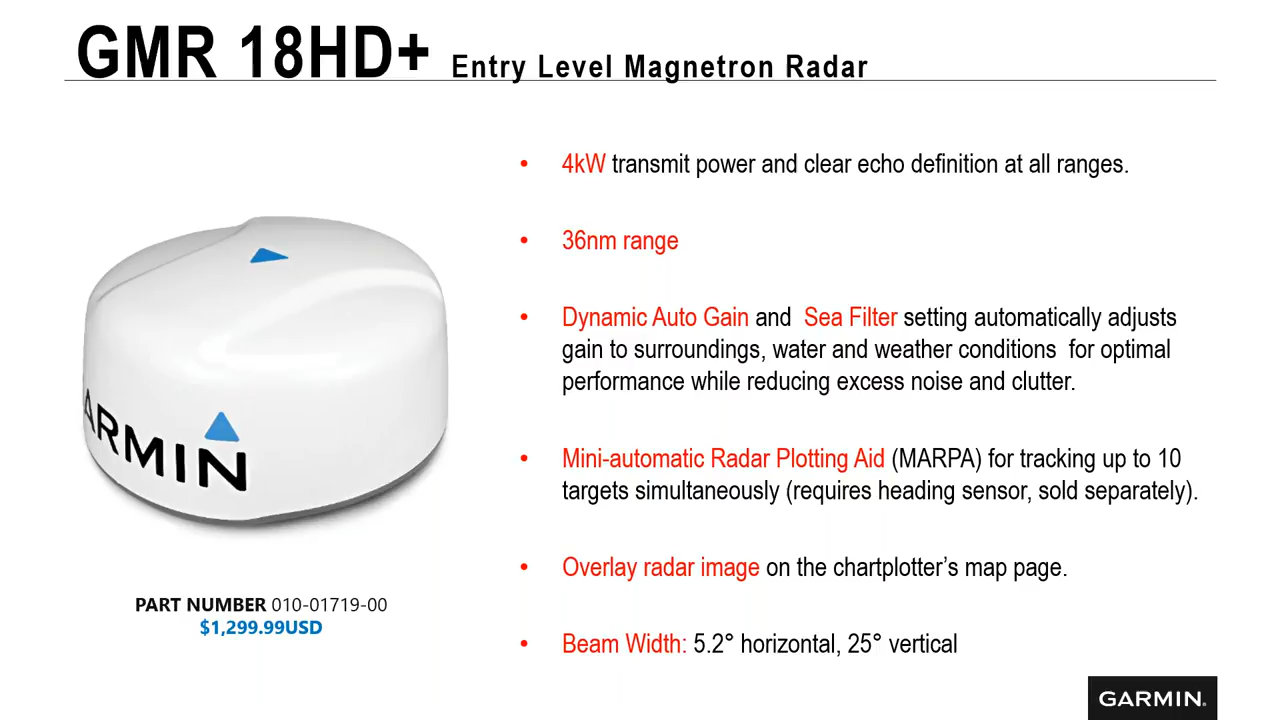 GMR 18HD+ Entry Level Magnetron Radar
• 4kW transmit power and clear echo definition at all ranges.
• 36nm range
• Dynamic Auto Gain and  Sea Filter setting automatically adjusts
gain to surroundings, water and weather conditions  for optimal
performance while reducing excess noise and clutter.
• Mini-automatic Radar Plotting Aid (MARPA) for tracking up to 10
targets simultaneously (requires heading sensor, sold separately).
• Overlay radar image on the chartplotter’s map page.
• Beam Width: 5.2° horizontal, 25° vertical
ARMIN
PART NUMBER 010-01719-00
$1,299.99USD
GARMIN.